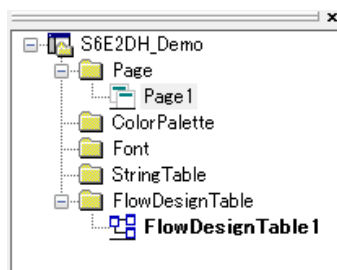 S6E2DH_Demo
Page
Page1
ColorPalette
Font
StringTable
FlowDesignTable
FlowDesignTable1